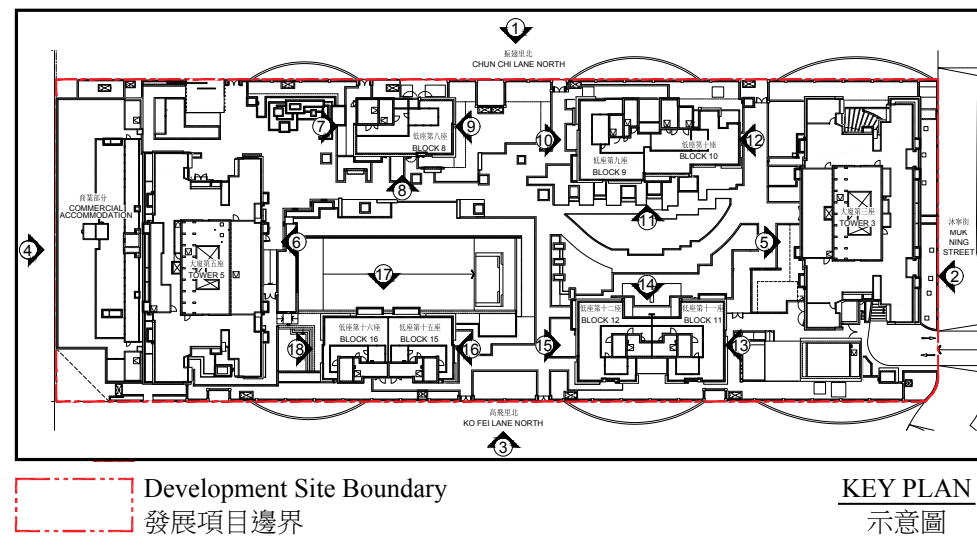 1
振翅里北
CHUN CHI LANE NORTH
7
低座第八座
BLOCK 8
9
10
低座第九座
BLOCK 9
低座第十座
BLOCK 10
12
8
11
商業部分
COMMERCIAL
ACCOMMODATION
4
大廈第五座
TOWER 5
6
17
5
大廈第三座
TOWER 3
沐寧街
MUK
NING
STREET
2
14
18
低座第十六座
BLOCK 16
低座第十五座
BLOCK 15
16
15
低座第十二座
BLOCK 12
低座第十一座
BLOCK 11
13
高飛里北
KO FEI LANE NORTH
3
Development Site Boundary
發展項目邊界
KEY PLAN
示意圖